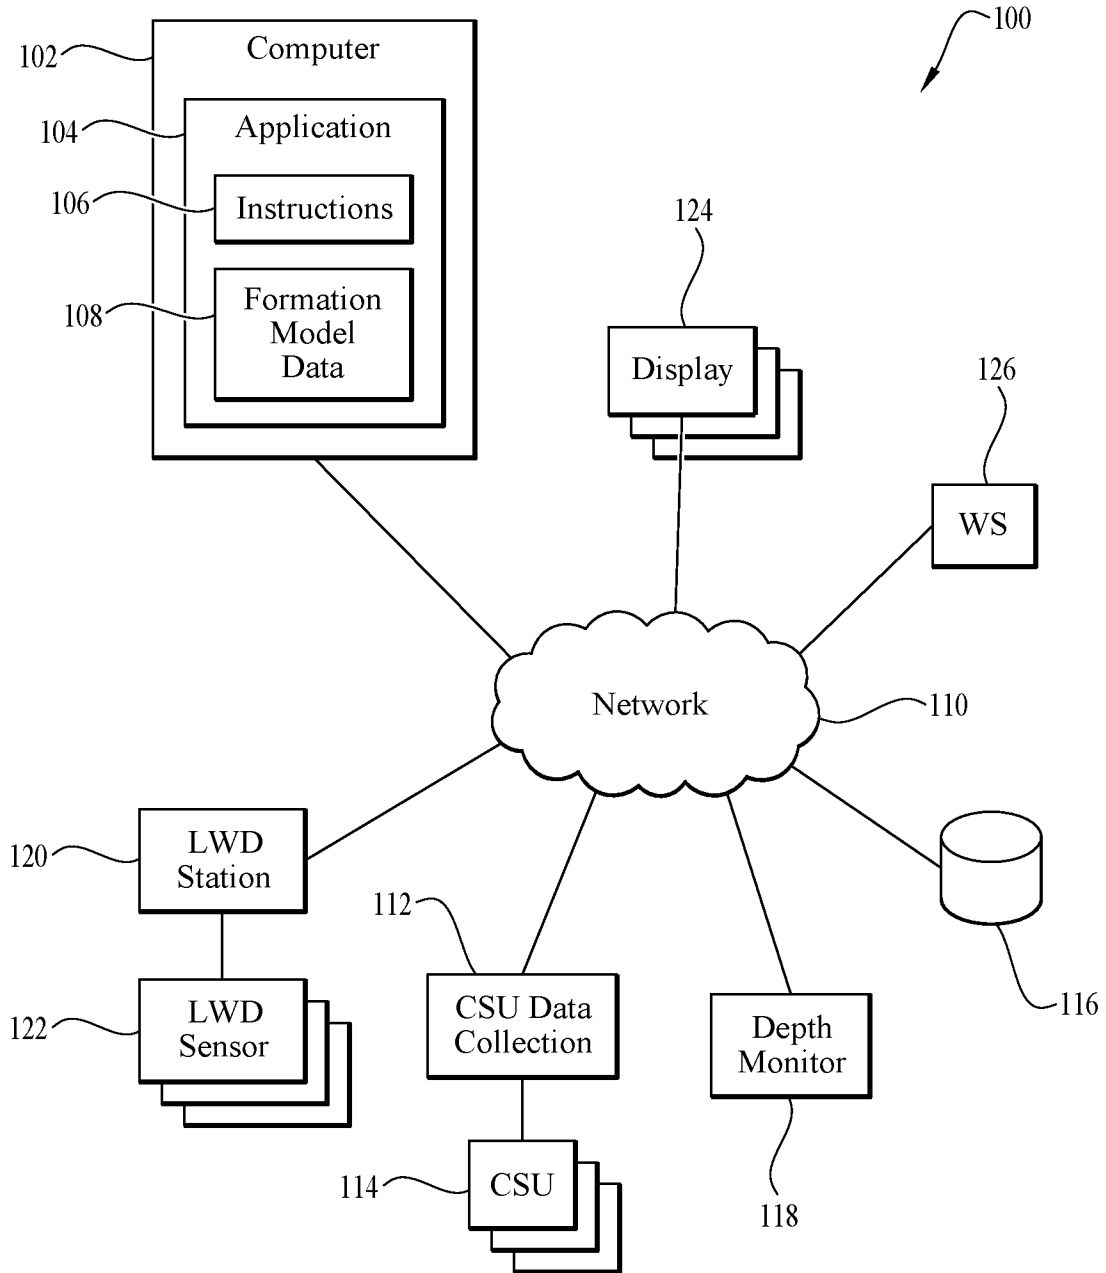 100
102
Computer
104
Application
106
Instructions
108
Formation
Model
Data
124
Display
126
WS
Network
110
120
LWD
Station
112
116
122
LWD
Sensor
CSU Data
Collection
Depth
Monitor
114
CSU
118